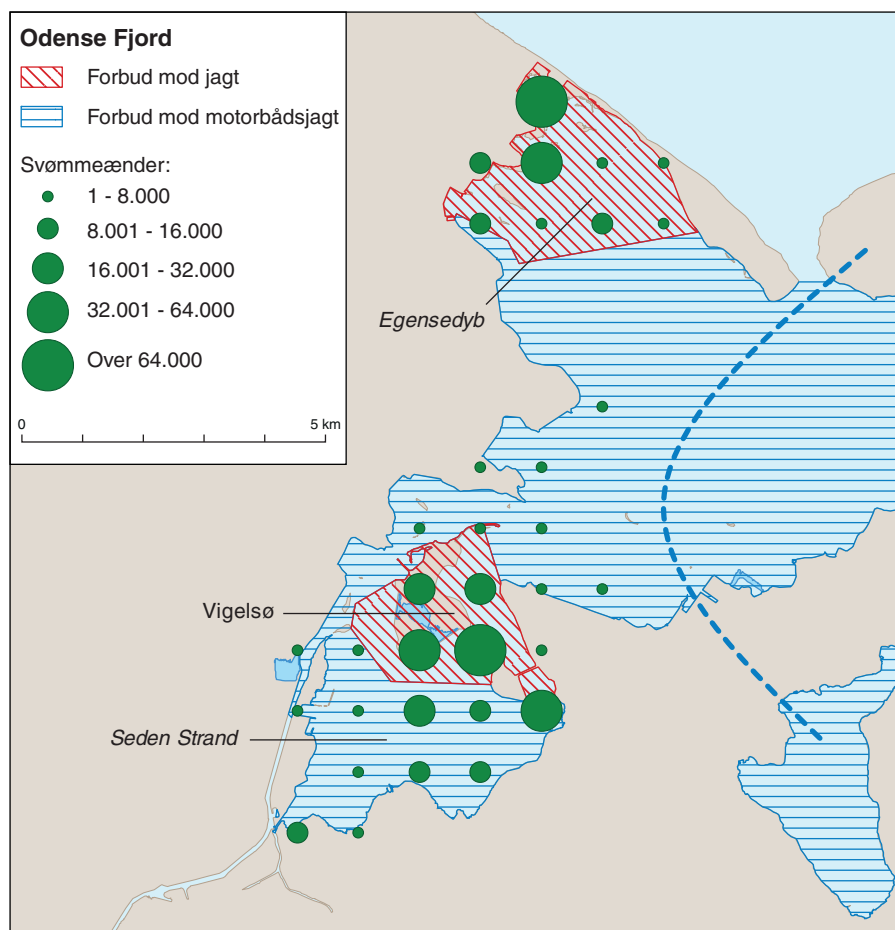 Odense Fjord
Forbud mod jagt
Forbud mod motorbådsjagt
Svømmeænder:
1 - 8.000
8.001 - 16.000
16.001 - 32.000
32.001 - 64.000
Over 64.000
0 5 km
Egensedyb
Vigelsø
Seden Strand